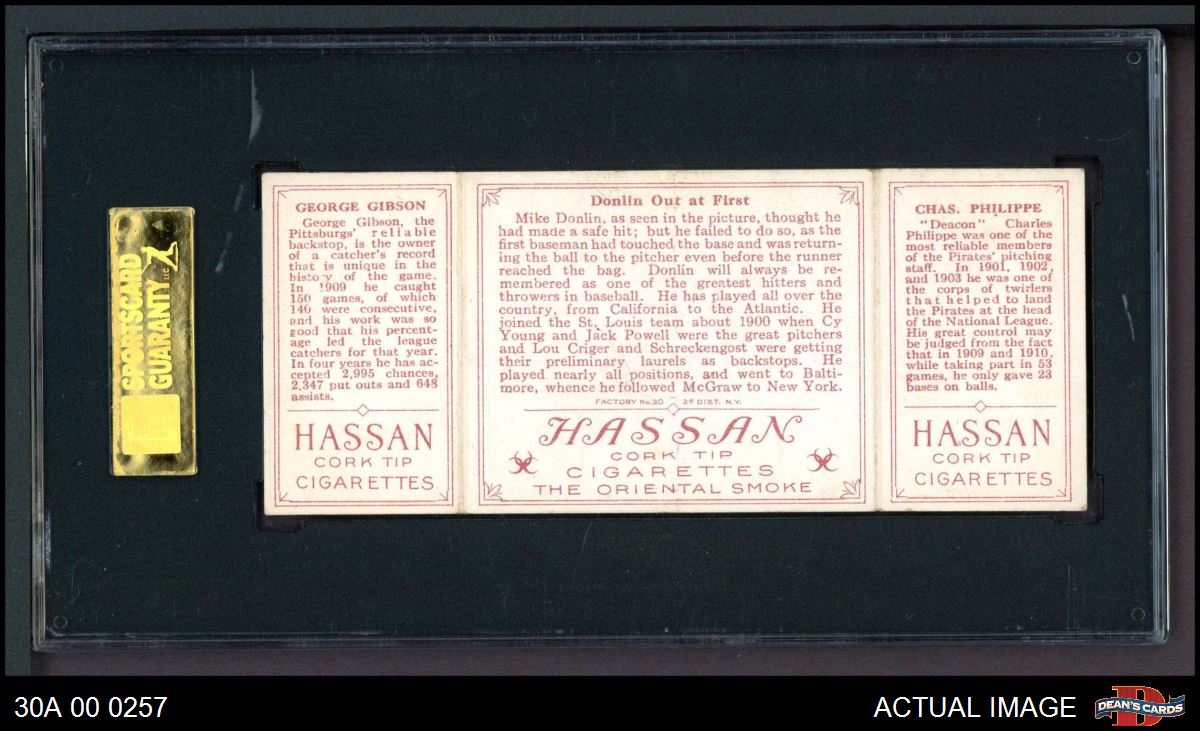 SPORTSCARD
GUARANTY LLC
GEORGE GIBSON
George Gibson, the
Pittsburgs' reliable
backstop, is the owner
of a catcher's record
that is unique in the
history of the game.
In 1909 he caught
150 games, of which
140 were consecutive,
and his work was so
good that his percent-
age led the league
catchers for that year.
In four years he has ac-
cepted 2,995 chances,
2,347 put outs and 648
assists.
HASSAN
CORK TIP
CIGARETTES
Donlin Out at First
Mike Donlin, as seen in the picture, thought he
had made a safe hit; but he failed to do so, as the
first baseman had touched the base and was return-
ing the ball to the pitcher even before the runner
reached the bag. Donlin will always be re-
membered as one of the greatest hitters and
throwers in baseball. He has played all over the
country, from California to the Atlantic. He
joined the St. Louis team about 1900 when Cy
Young and Jack Powell were the great pitchers
and Lou Criger and Schreckengost were getting
their preliminary laurels as backstops. He
played nearly all positions, and went to Balti-
more, whence he followed McGraw to New York.
FACTORY No. 30 2d DIST. N.Y.
HASSAN
CORK TIP
CIGARETTES
THE ORIENTAL SMOKE
CHAS. PHILIPPE
"Deacon" Charles
Philippe was one of the
most reliable members
of the Pirates' pitching
staff. In 1901, 1902,
and 1903 he was one of
the corps of twirlers
that helped to land
the Pirates at the head
of the National League.
His great control may
be judged from the fact
that in 1909 and 1910,
while taking part in 53
games, he only gave 23
bases on balls.
HASSAN
CORK TIP
CIGARETTES
30A 00 0257
ACTUAL IMAGE
D
DEAN'S CARDS